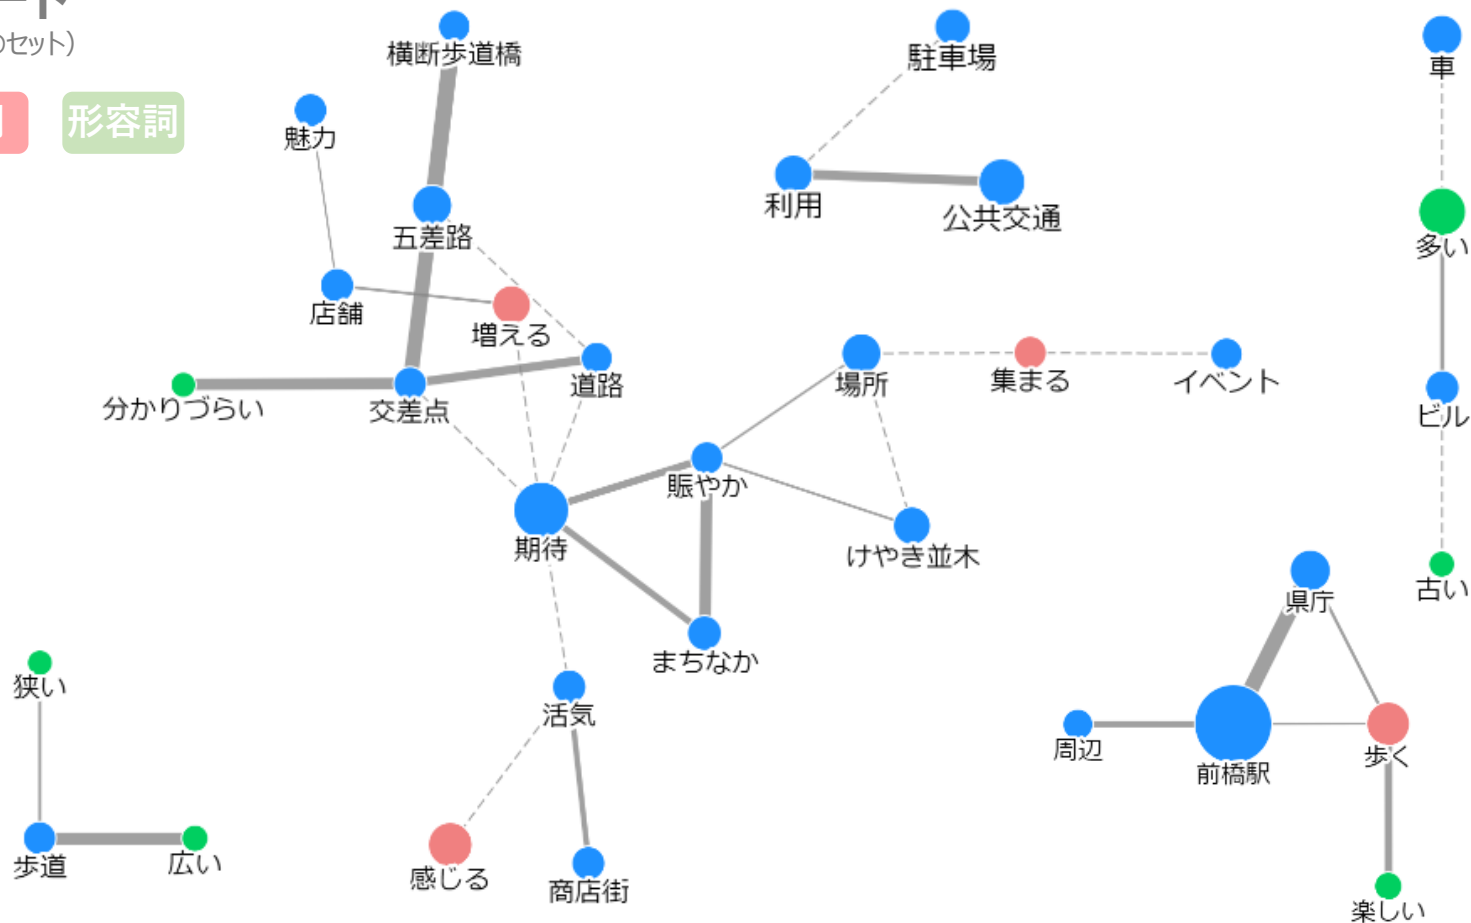 ード
のセット）
詞
形容詞
横断歩道橋
駐車場
車
魅力
利用
公共交通
五差路
多い
店舗
増える
道路
場所
集まる
イベント
分かりづらい
交差点
ビル
賑やか
期待
けやき並木
古い
県庁
まちなか
狭い
活気
周辺
前橋駅
歩く
歩道
広い
感じる
商店街
楽しい